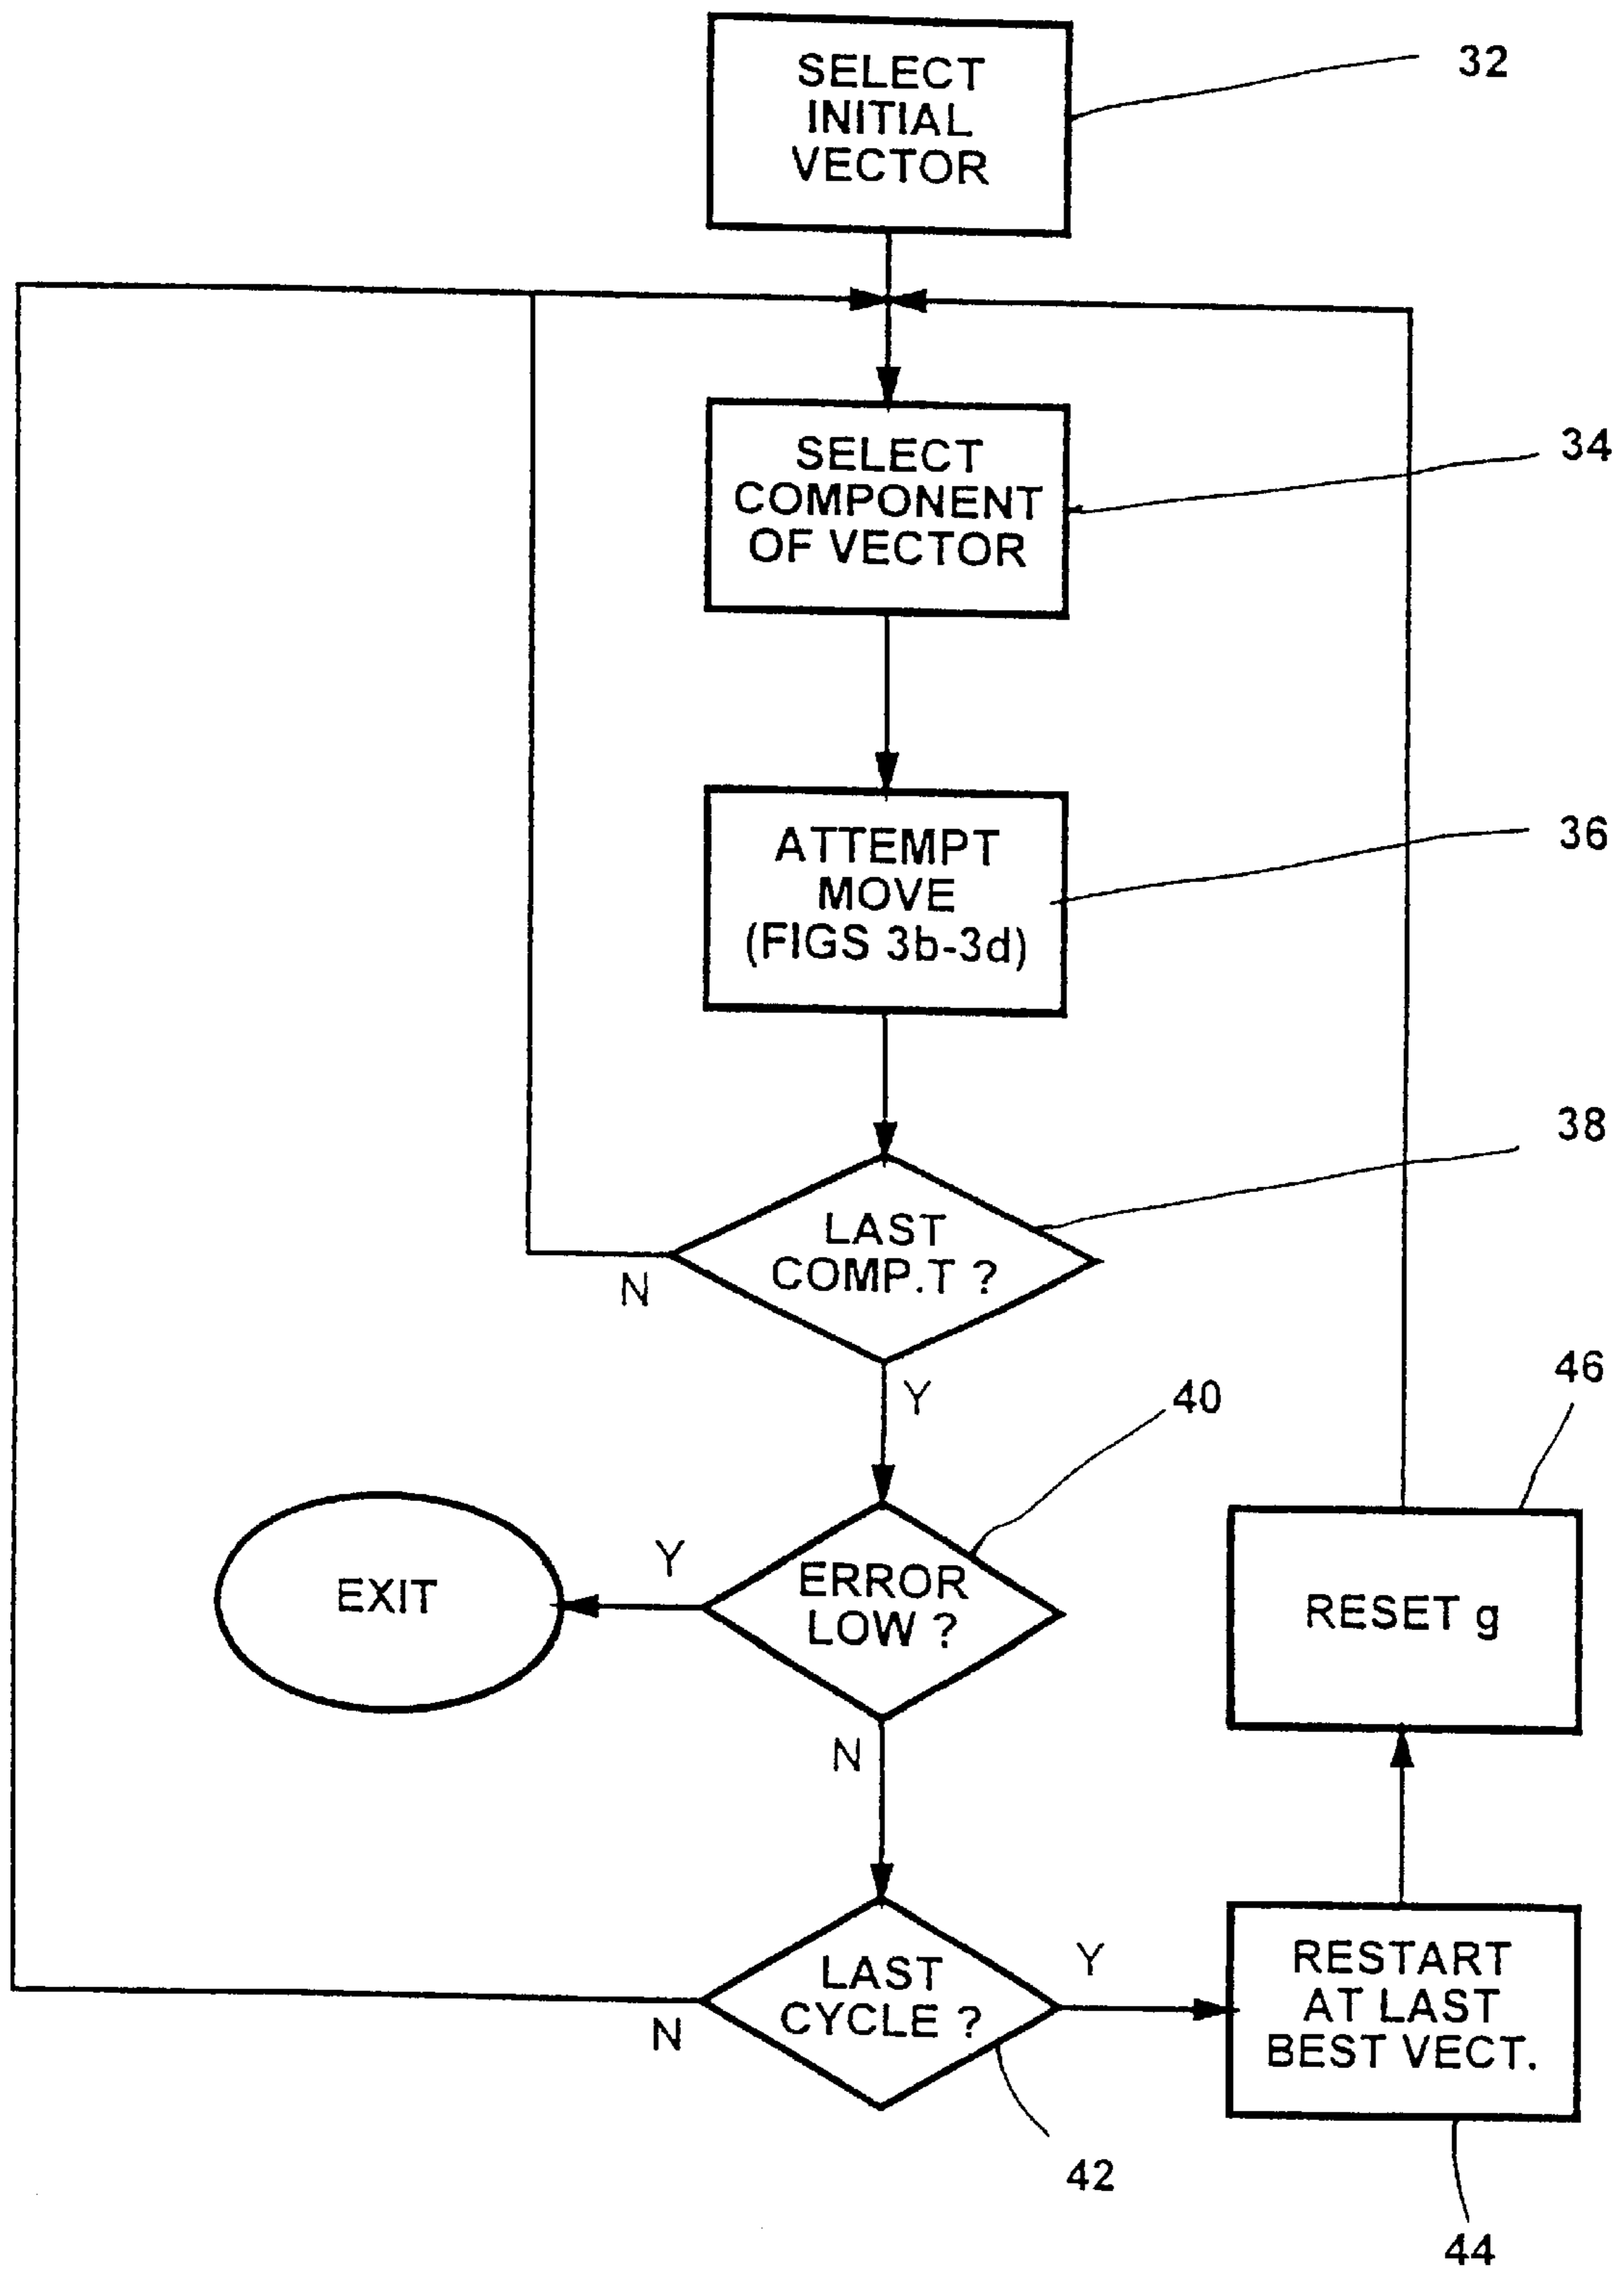 SELECT
INITIAL
VECTOR
32
SELECT
COMPONENT
OF VECTOR
34
ATTEMPT
MOVE
(FIGS 3b-3d)
36
38
LAST
COMP.T ?
N
Y
40
46
EXIT
Y
ERROR
LOW ?
RESET g
N
LAST
CYCLE ?
N
Y
RESTART
AT LAST
BEST VECT.
42
44